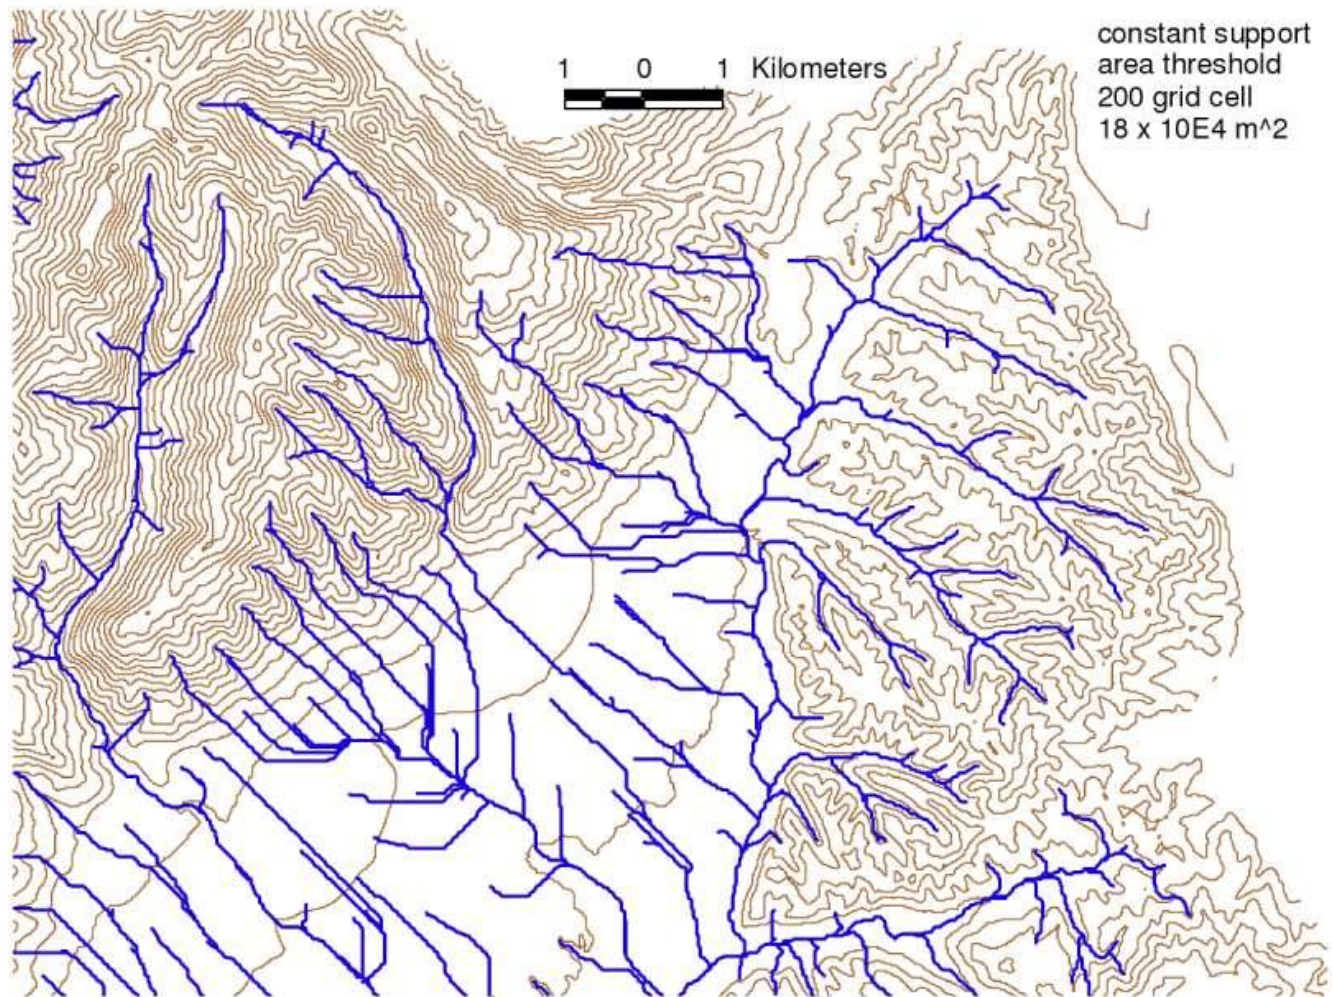 constant support
area threshold
200 grid cell
18 x 10E4 m^2
1 0 1 Kilometers